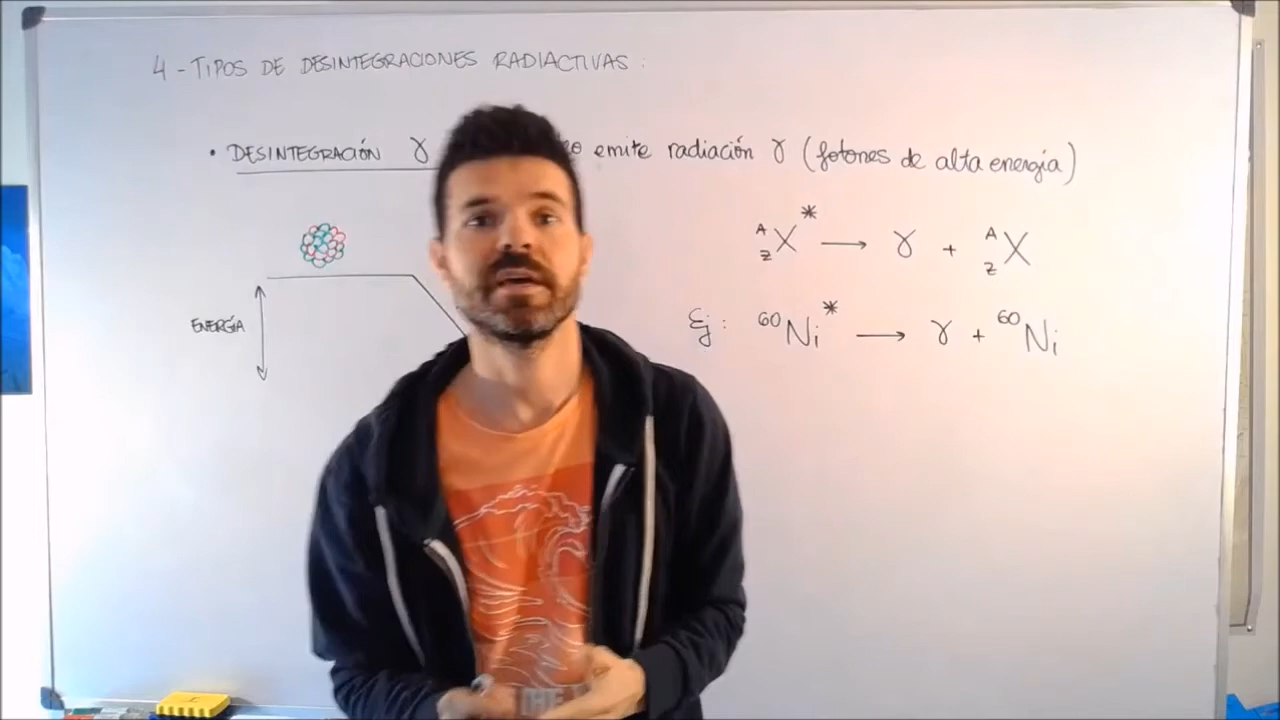 4 - TIPOS DE DESINTEGRACIONES RADIACTIVAS :
• DESINTEGRACIÓN γ emite radiación γ (fotones de alta energía)
ᴬ_Z X* → γ + ᴬ_Z X
ENERGÍA
Ej : ⁶⁰Ni* → γ + ⁶⁰Ni